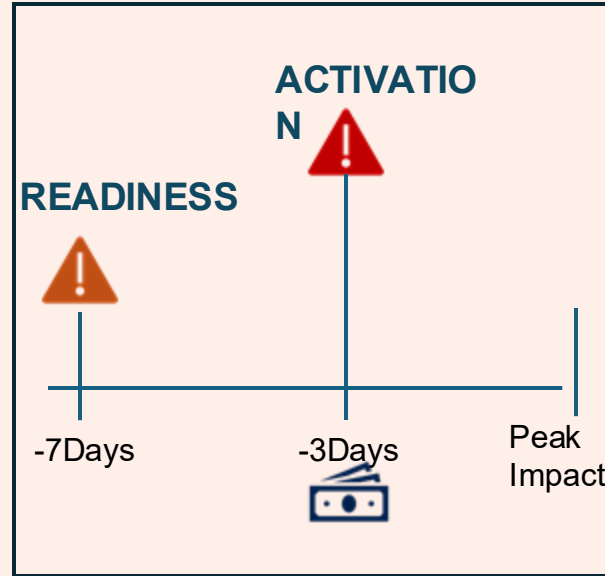 ACTIVATIO
N
READINESS
-7Days
-3Days
Peak
Impact